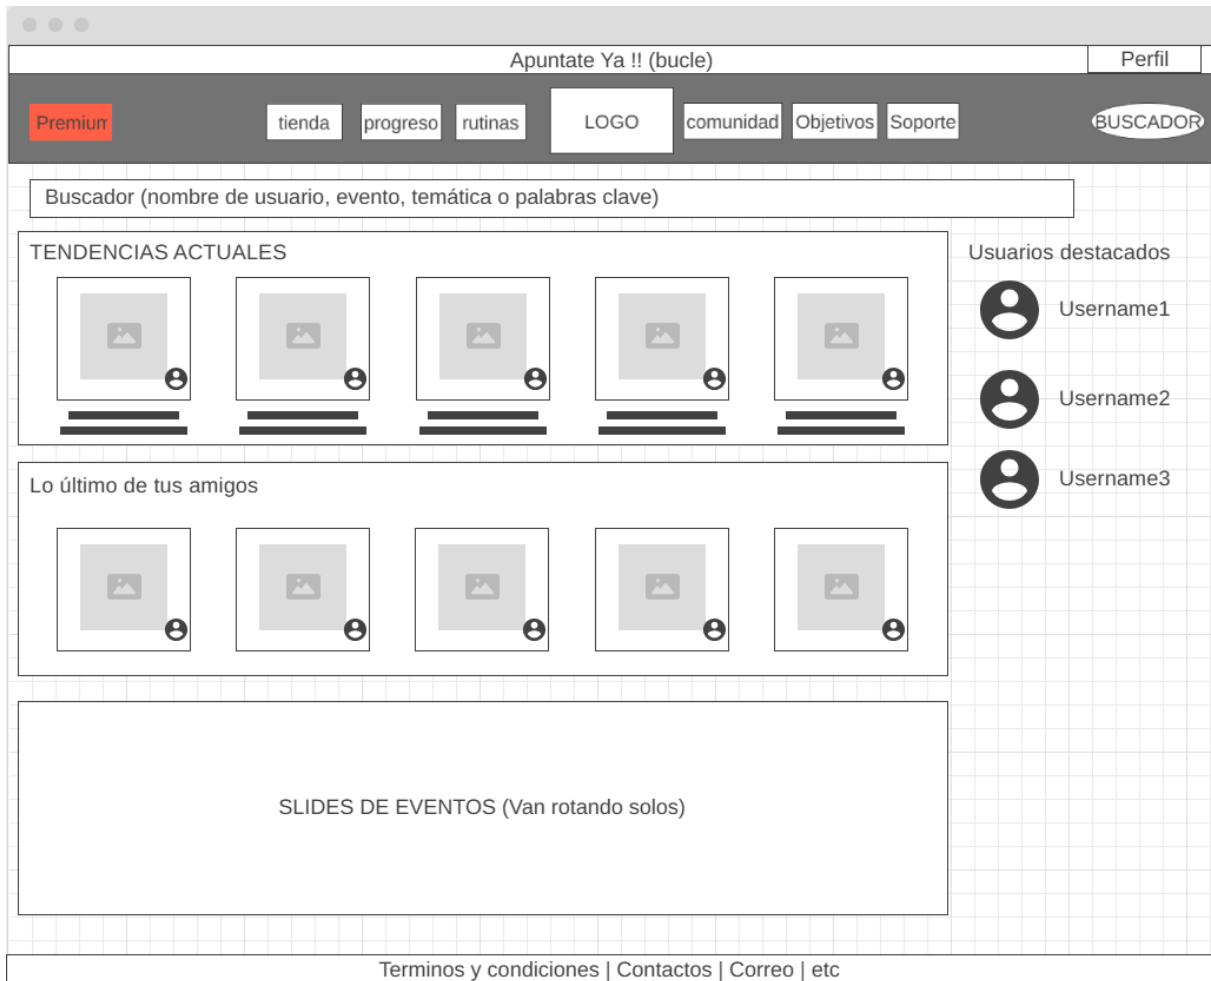 Apuntate Ya !! (bucle)
Perfil
Premium
tienda
progreso
rutinas
LOGO
comunidad
Objetivos
Soporte
BUSCADOR
Buscador (nombre de usuario, evento, temática o palabras clave)
TENDENCIAS ACTUALES
Usuarios destacados
Username1
Username2
Username3
Lo último de tus amigos
SLIDES DE EVENTOS (Van rotando solos)
Terminos y condiciones | Contactos | Correo | etc